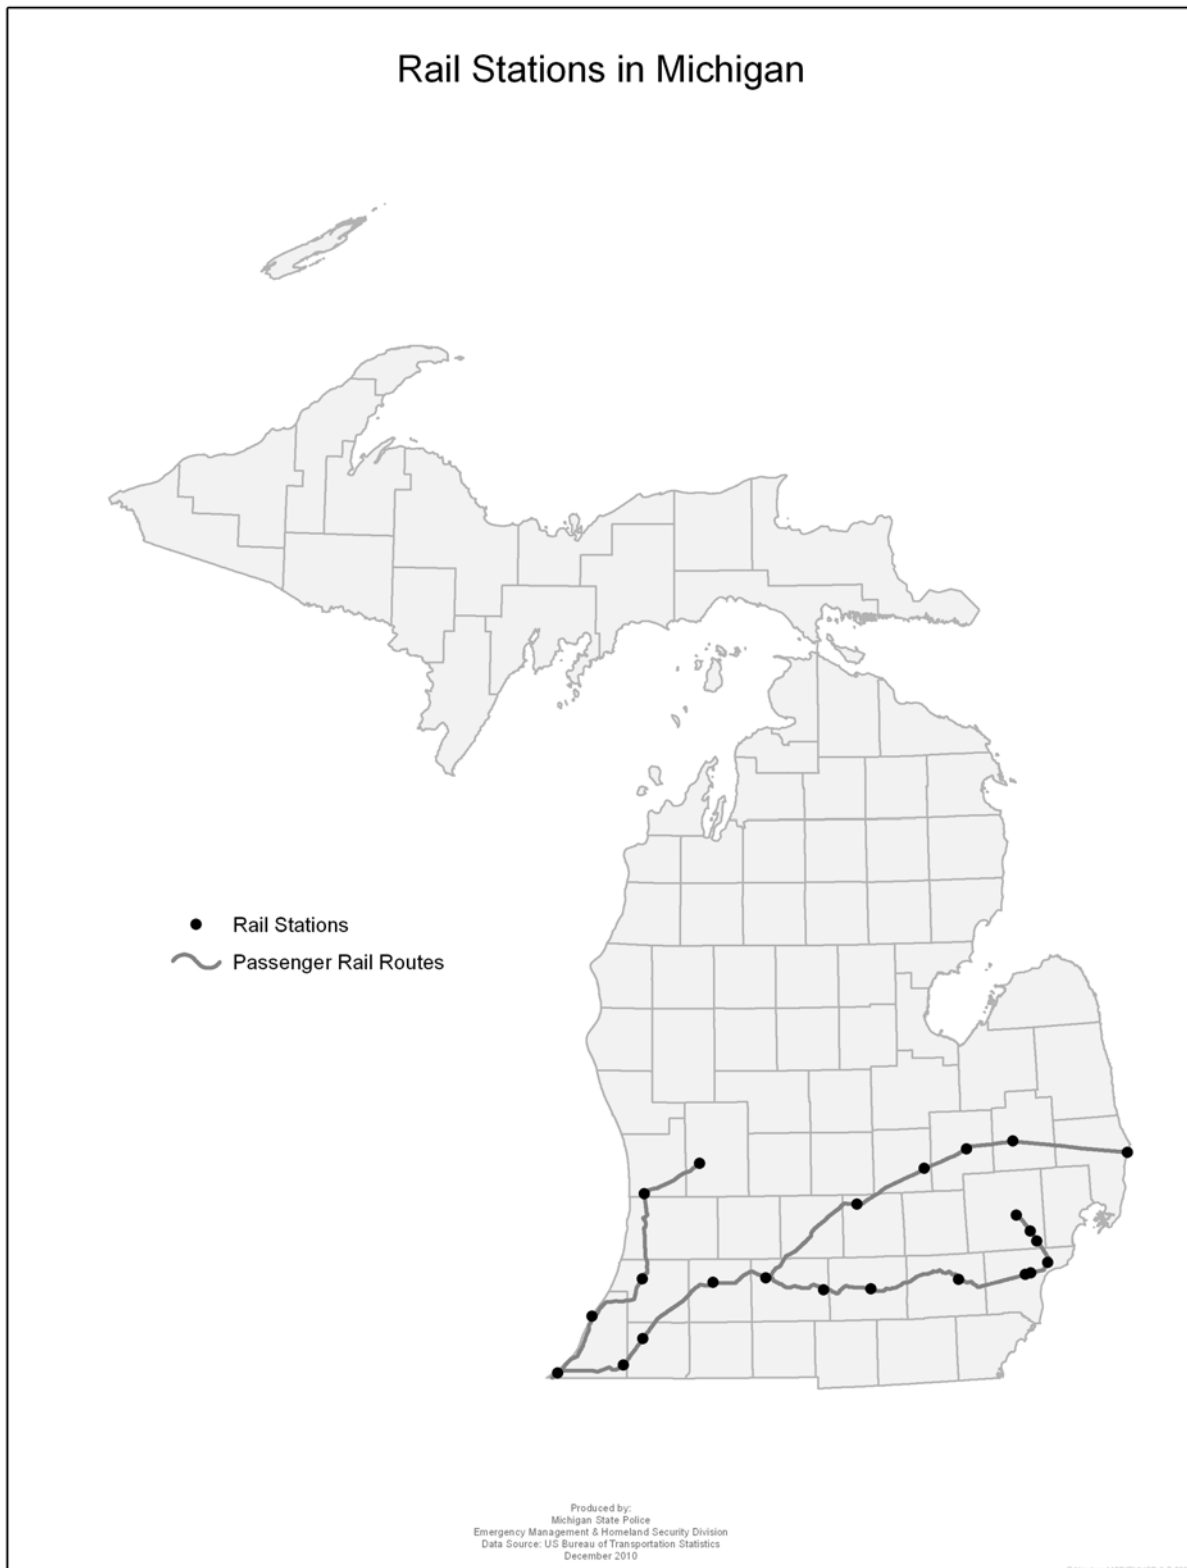 Rail Stations in Michigan
Rail Stations
Passenger Rail Routes
Produced by:
Michigan State Police
Emergency Management & Homeland Security Division
Data Source: US Bureau of Transportation Statistics
December 2010